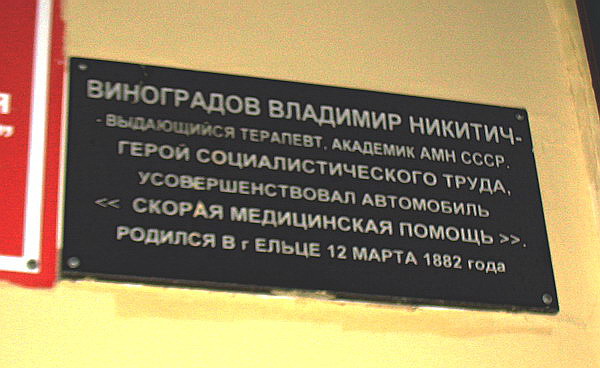 ВИНОГРАДОВ ВЛАДИМИР НИКИТИЧ-
- ВЫДАЮЩИЙСЯ ТЕРАПЕВТ, АКАДЕМИК АМН СССР.
ГЕРОЙ СОЦИАЛИСТИЧЕСКОГО ТРУДА,
УСОВЕРШЕНСТВОВАЛ АВТОМОБИЛЬ
<< СКОРАЯ МЕДИЦИНСКАЯ ПОМОЩЬ >>.
РОДИЛСЯ В г ЕЛЬЦЕ 12 МАРТА 1882 года